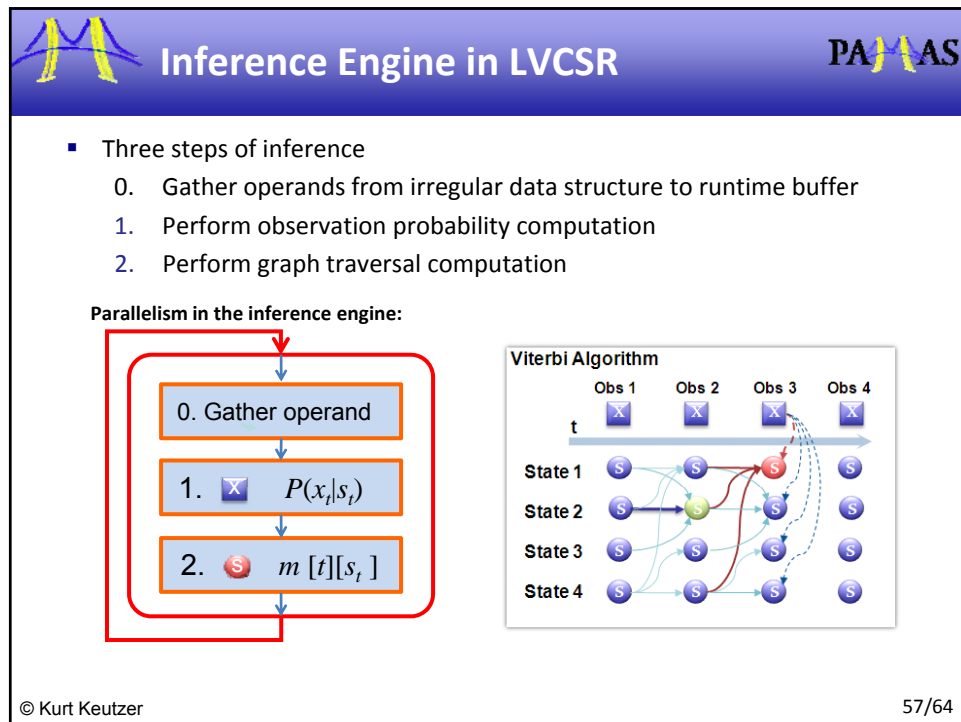 Inference Engine in LVCSR
PAMAS
▪ Three steps of inference
0. Gather operands from irregular data structure to runtime buffer
1. Perform observation probability computation
2. Perform graph traversal computation
Parallelism in the inference engine:
0. Gather operand
1. X P(xₜ|sₜ)
2. S m [t][sₜ ]
Viterbi Algorithm
Obs 1 Obs 2 Obs 3 Obs 4
X X X X
t
State 1 S S S S
State 2 S S S S
State 3 S S S S
State 4 S S S S
© Kurt Keutzer
57/64